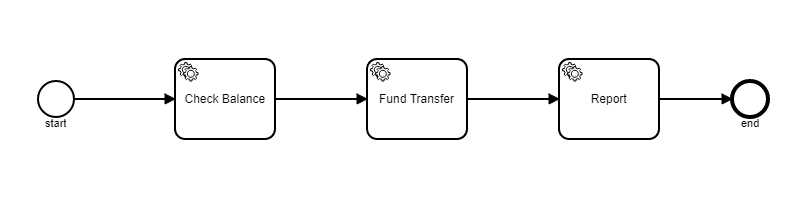 Check Balance
Fund Transfer
Report
start
end